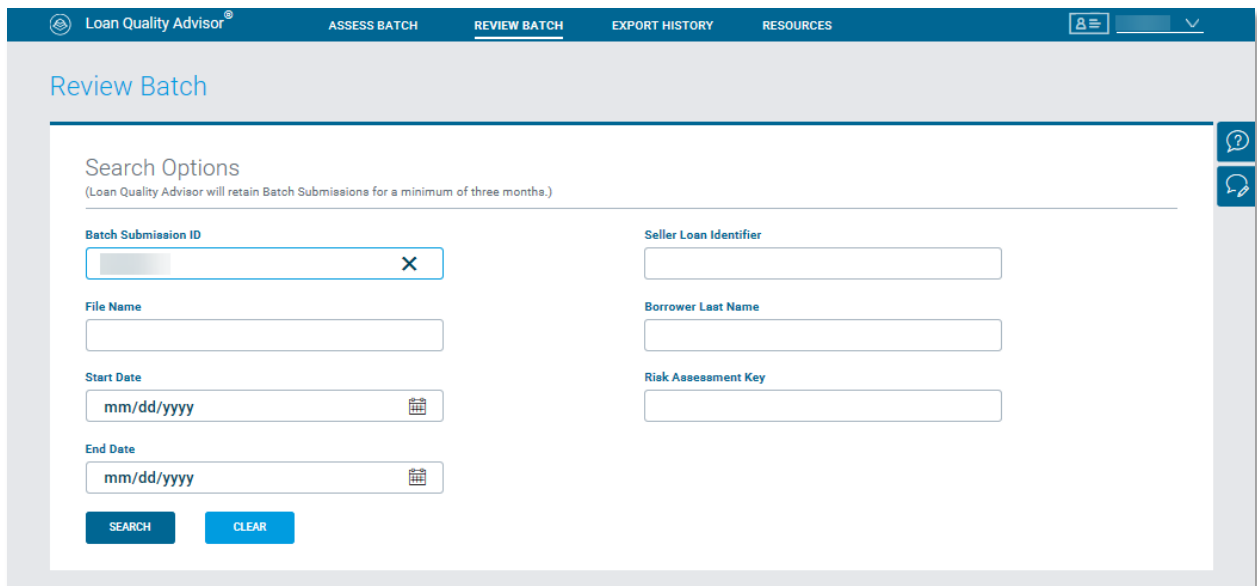 Loan Quality Advisor®
ASSESS BATCH
REVIEW BATCH
EXPORT HISTORY
RESOURCES
Review Batch
Search Options
(Loan Quality Advisor will retain Batch Submissions for a minimum of three months.)
Batch Submission ID
Seller Loan Identifier
File Name
Borrower Last Name
Start Date
Risk Assessment Key
mm/dd/yyyy
End Date
mm/dd/yyyy
SEARCH
CLEAR